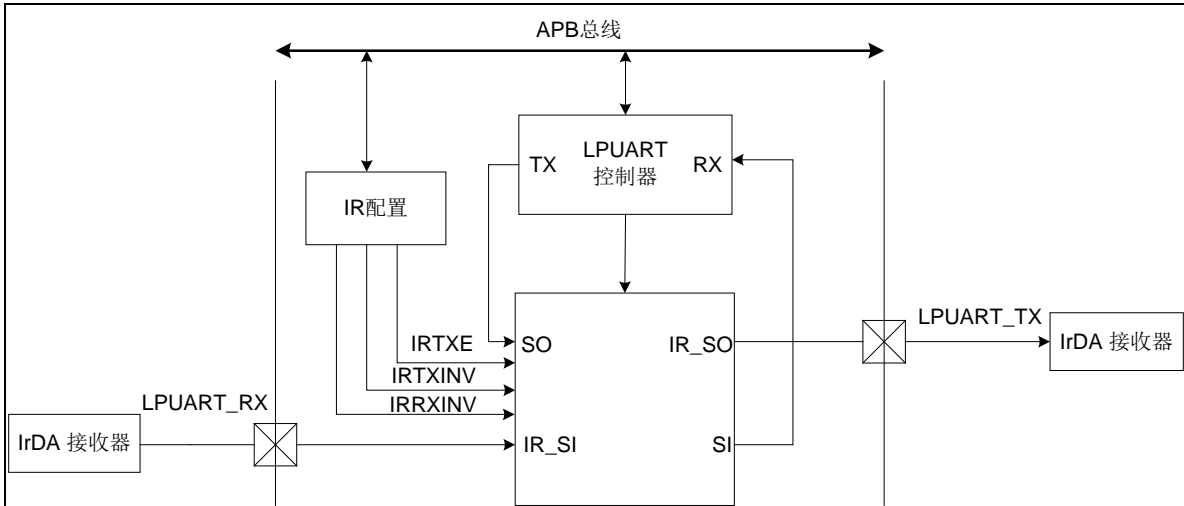 APB总线
LPUART
TX
RX
控制器
IR配置
IRTXE
SO
IR_SO
LPUART_TX
IrDA 接收器
IRTXINV
LPUART_RX
IRRXINV
IrDA 接收器
IR_SI
SI